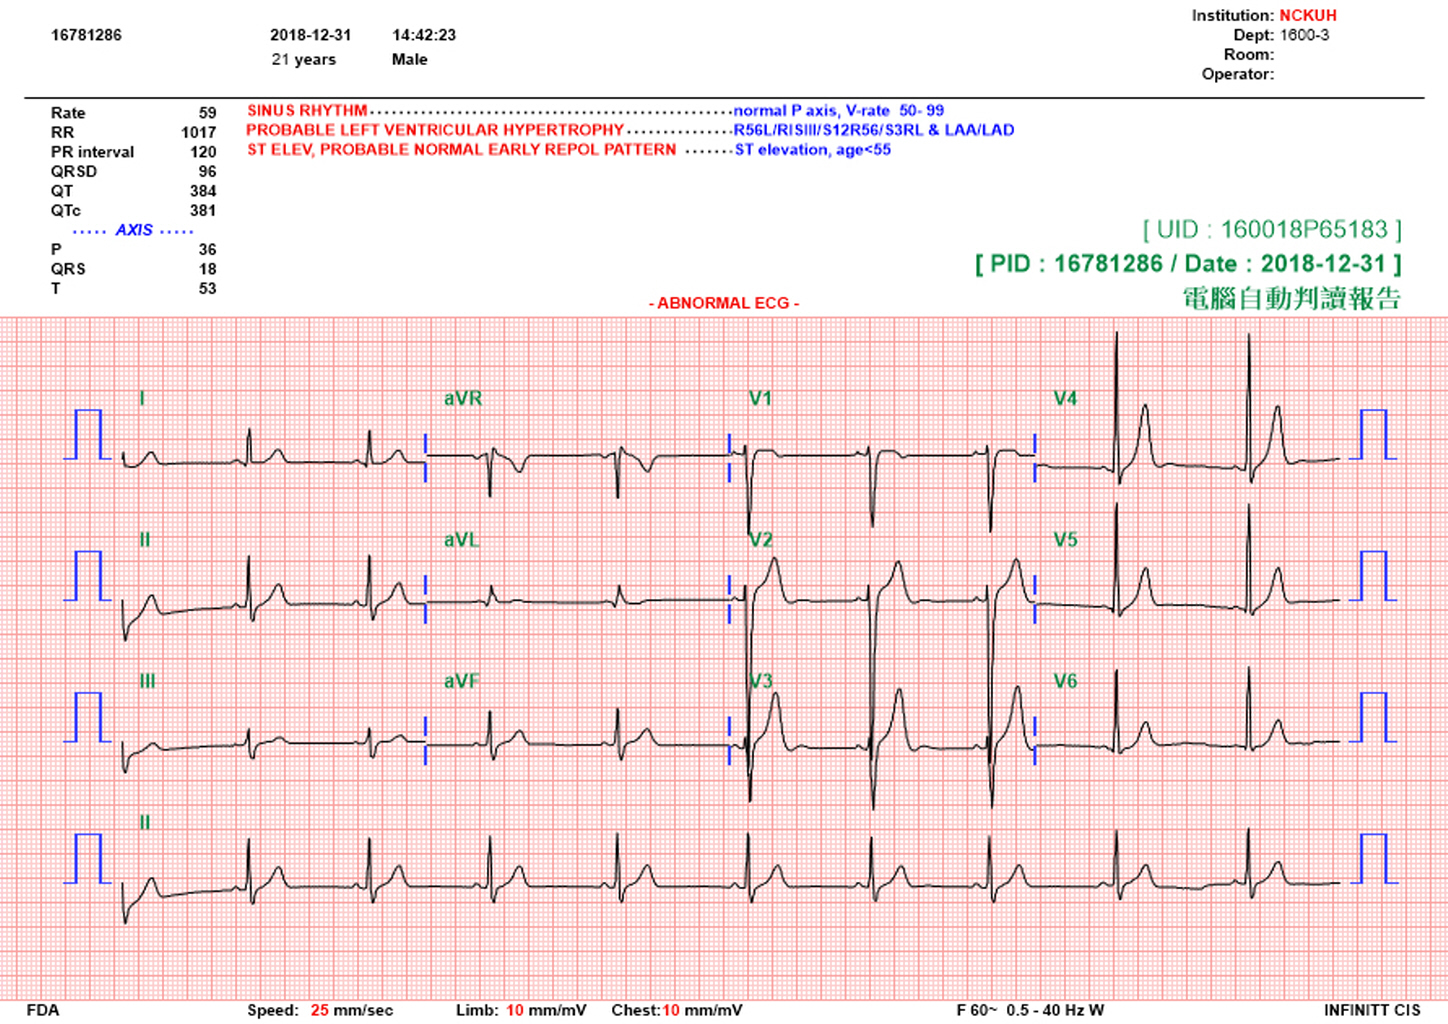 Institution: NCKUH
16781286 2018-12-31 14:42:23 Dept: 1600-3
21 years Male Room:
Operator:
Rate 59 SINUS RHYTHM normal P axis, V-rate 50- 99
RR 1017 PROBABLE LEFT VENTRICULAR HYPERTROPHY R56L/RISIII/S12R56/S3RL & LAA/LAD
PR interval 120 ST ELEV, PROBABLE NORMAL EARLY REPOL PATTERN ST elevation, age<55
QRSD 96
QT 384
QTc 381
AXIS
P 36
QRS 18
T 53
[ UID : 160018P65183 ]
[ PID : 16781286 / Date : 2018-12-31 ]
電腦自動判讀報告
- ABNORMAL ECG -
I aVR V1 V4
II aVL V2 V5
III aVF V3 V6
II
FDA Speed: 25 mm/sec Limb: 10 mm/mV Chest:10 mm/mV F 60~ 0.5 - 40 Hz W INFINITT CIS